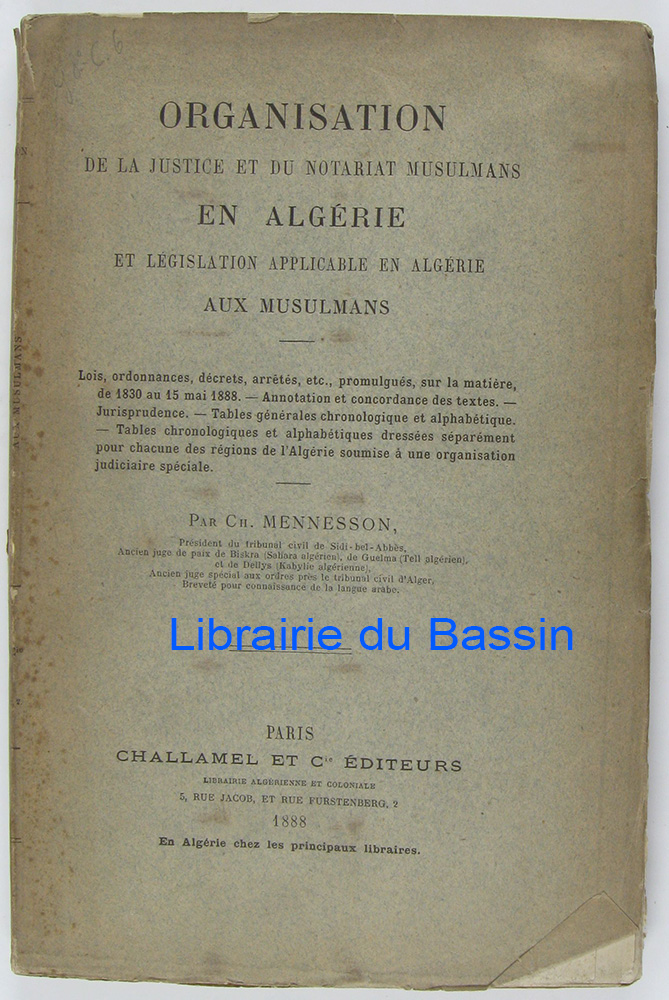 ORGANISATION
DE LA JUSTICE ET DU NOTARIAT MUSULMANS
EN ALGÉRIE
ET LÉGISLATION APPLICABLE EN ALGÉRIE
AUX MUSULMANS
Lois, ordonnances, décrets, arrêtés, etc., promulgués, sur la matière,
de 1830 au 15 mai 1888. — Annotation et concordance des textes. —
Jurisprudence. — Tables générales chronologique et alphabétique.
— Tables chronologiques et alphabétiques dressées séparément
pour chacune des régions de l'Algérie soumise à une organisation
judiciaire spéciale.
PAR CH. MENNESSON,
Président du tribunal civil de Sidi-bel-Abbès,
Ancien juge de paix de Biskra (Sahara algérien), de Guelma (Tell algérien),
et de Dellys (Kabylie algérienne),
Ancien juge spécial aux ordres près le tribunal civil d'Alger,
Breveté pour connaissance de la langue arabe.
Librairie du Bassin
PARIS
CHALLAMEL ET Cie ÉDITEURS
LIBRAIRIE ALGÉRIENNE ET COLONIALE
5, RUE JACOB, ET RUE FURSTENBERG, 2
1888
En Algérie chez les principaux libraires.
AUX MUSULMANS